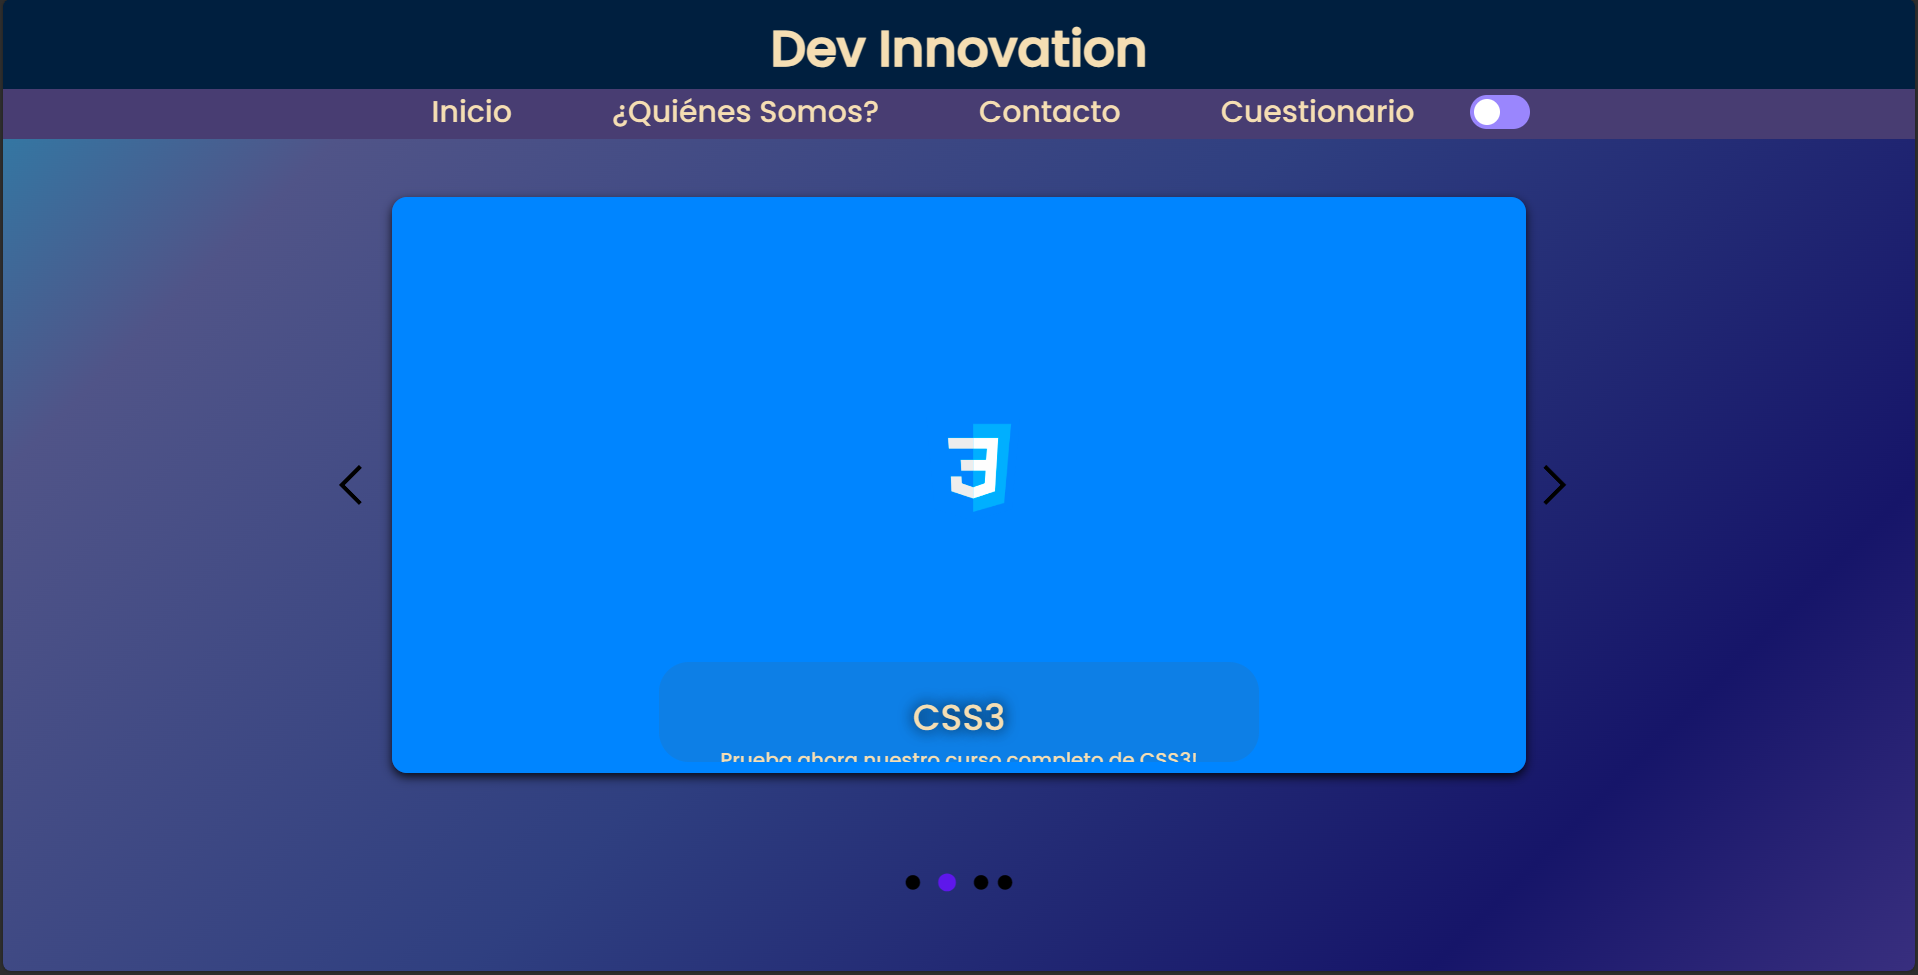 Dev Innovation
Inicio ¿Quiénes Somos? Contacto Cuestionario
3
CSS3
Prueba ahora nuestro curso completo de CSS3!